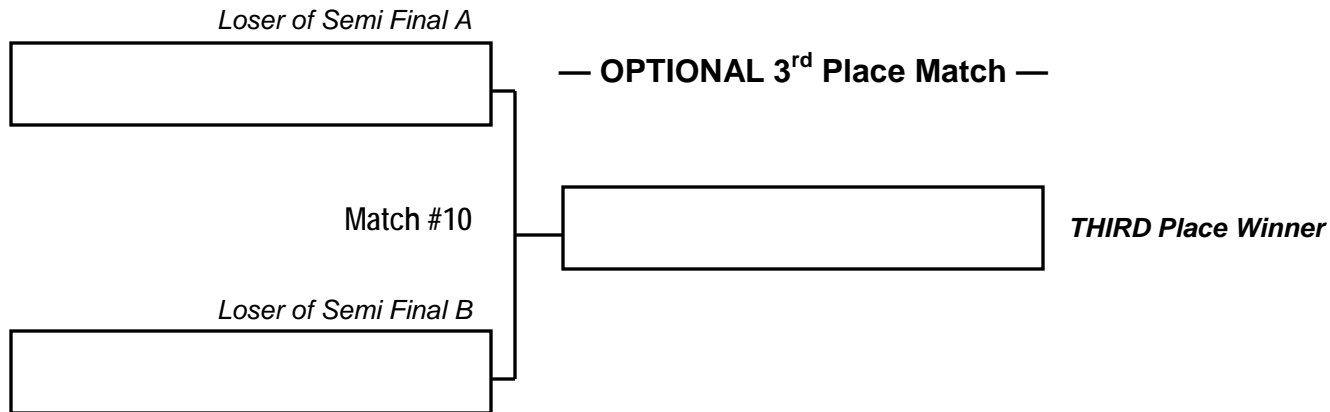 Loser of Semi Final A
— OPTIONAL 3rd Place Match —
Match #10
THIRD Place Winner
Loser of Semi Final B